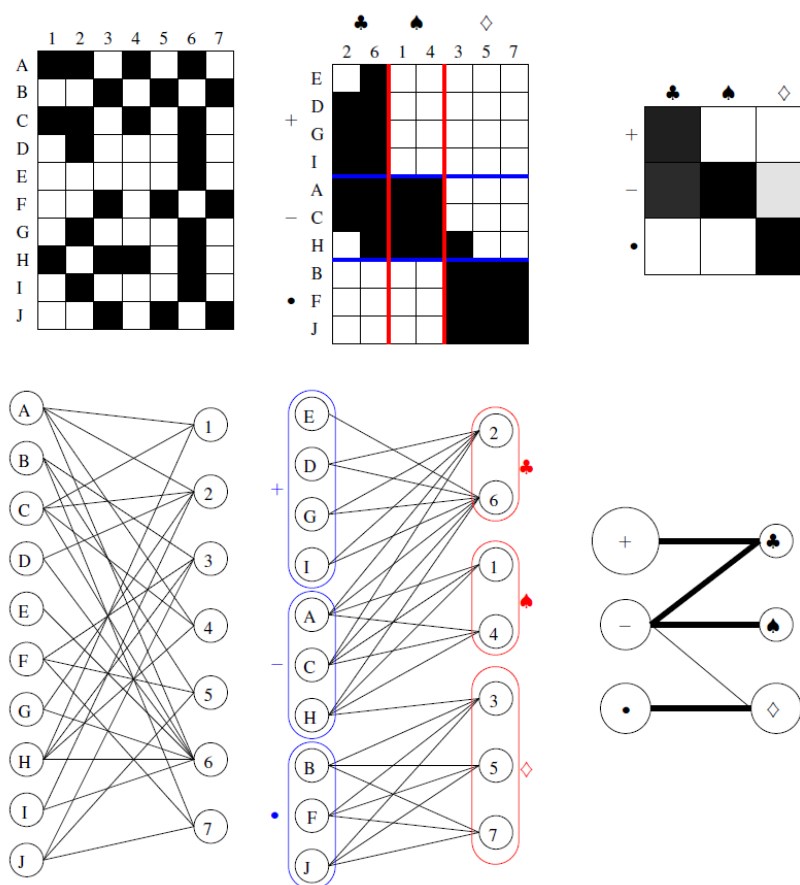 1 2 3 4 5 6 7
A
B
C
D
E
F
G
H
I
J
♣ ♠ ♢
2 6 1 4 3 5 7
E
D
+
G
I
A
− C
H
B
• F
J
♣ ♠ ♢
+
−
•
A
B
C
D
E
F
G
H
I
J
1
2
3
4
5
6
7
+
E
D
G
I
−
A
C
H
•
B
F
J
2
6
♣
1
4
♠
3
5
7
♢
+ ♣
− ♠
• ♢